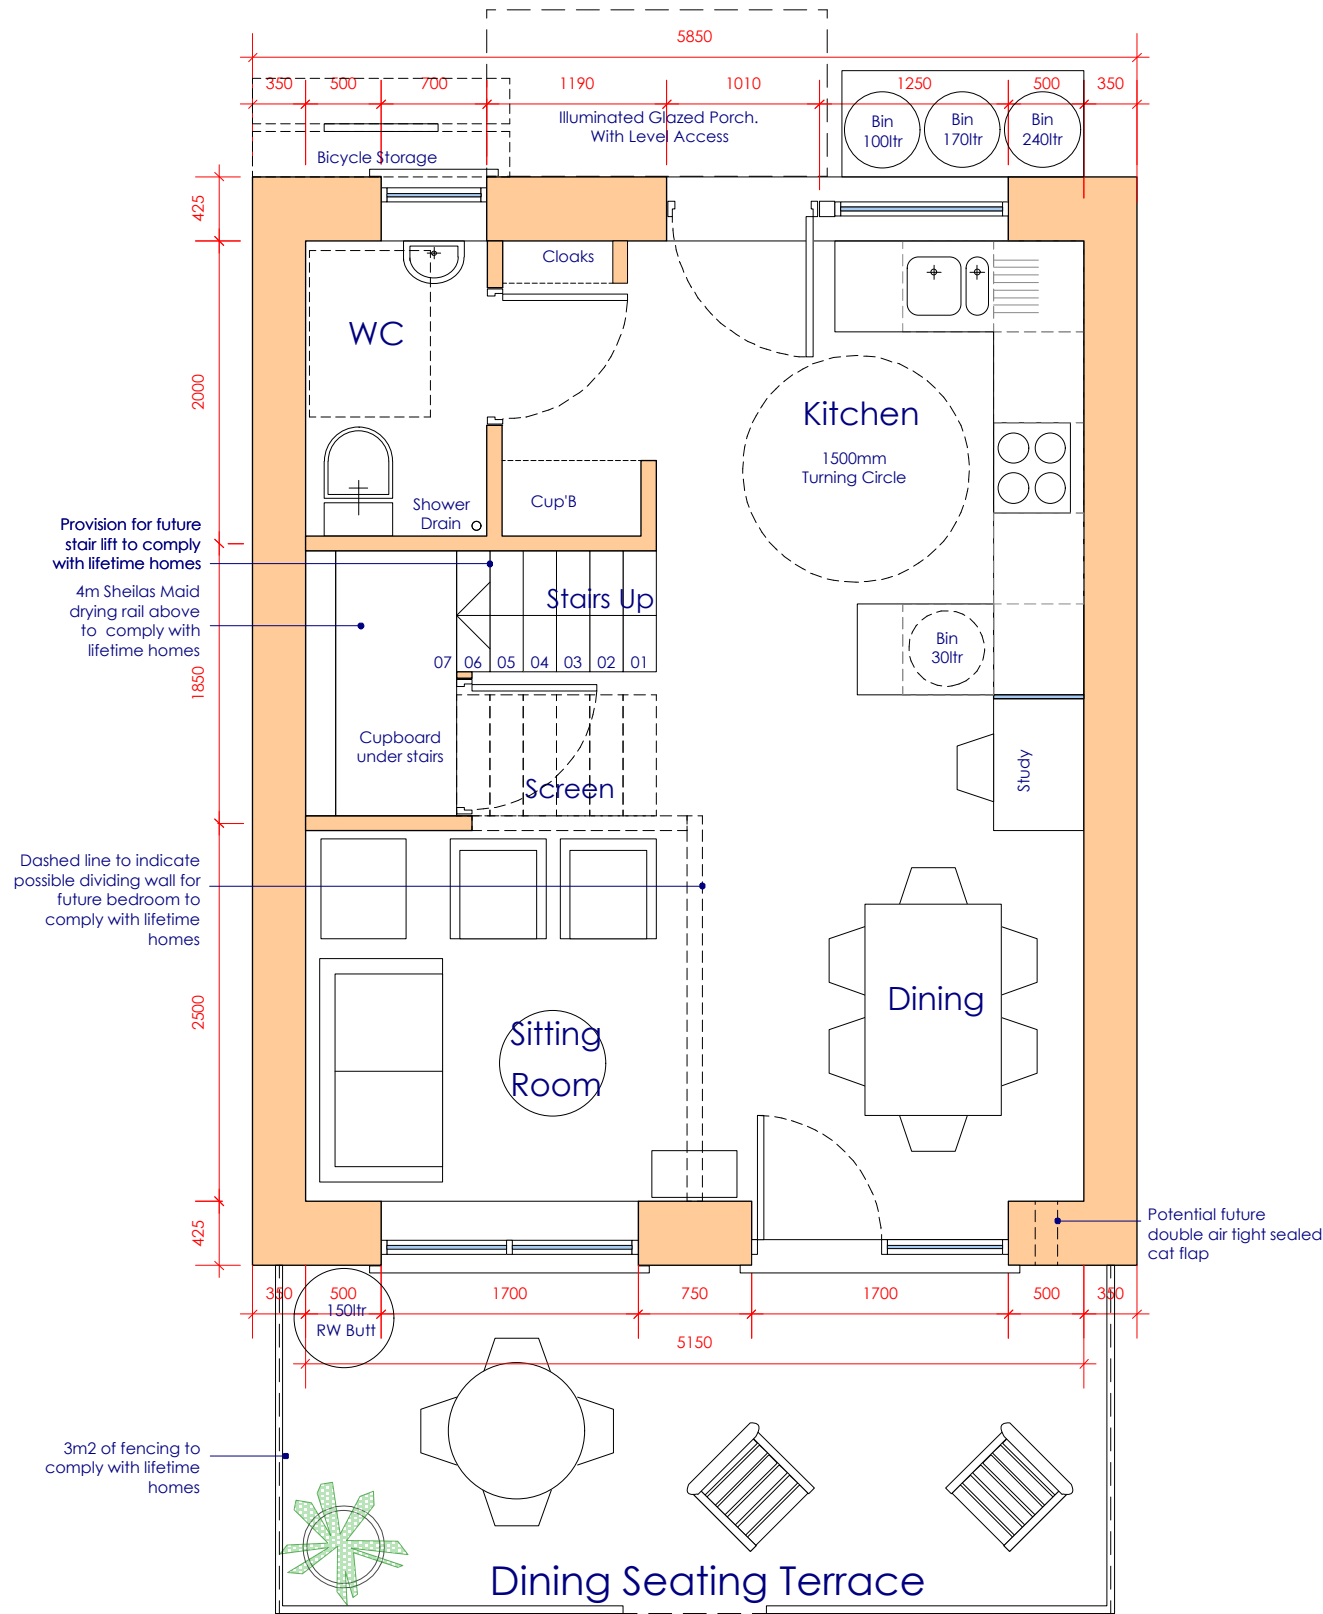 5850
350 500 700 1190 1010 1250 500 350
Illuminated Glazed Porch.
With Level Access
Bin
100ltr
Bin
170ltr
Bin
240ltr
Bicycle Storage
425
Cloaks
WC
2000
Kitchen
1500mm
Turning Circle
Shower
Drain
Cup'B
Provision for future
stair lift to comply
with lifetime homes
4m Sheilas Maid
drying rail above
to comply with
lifetime homes
Stairs Up
07 06 05 04 03 02 01
Bin
30ltr
1850
Cupboard
under stairs
Screen
Study
Dashed line to indicate
possible dividing wall for
future bedroom to
comply with lifetime
homes
2500
Sitting
Room
Dining
425
Potential future
double air tight sealed
cat flap
350 500 1700 750 1700 500 350
150ltr
RW Butt
5150
3m2 of fencing to
comply with lifetime
homes
Dining Seating Terrace